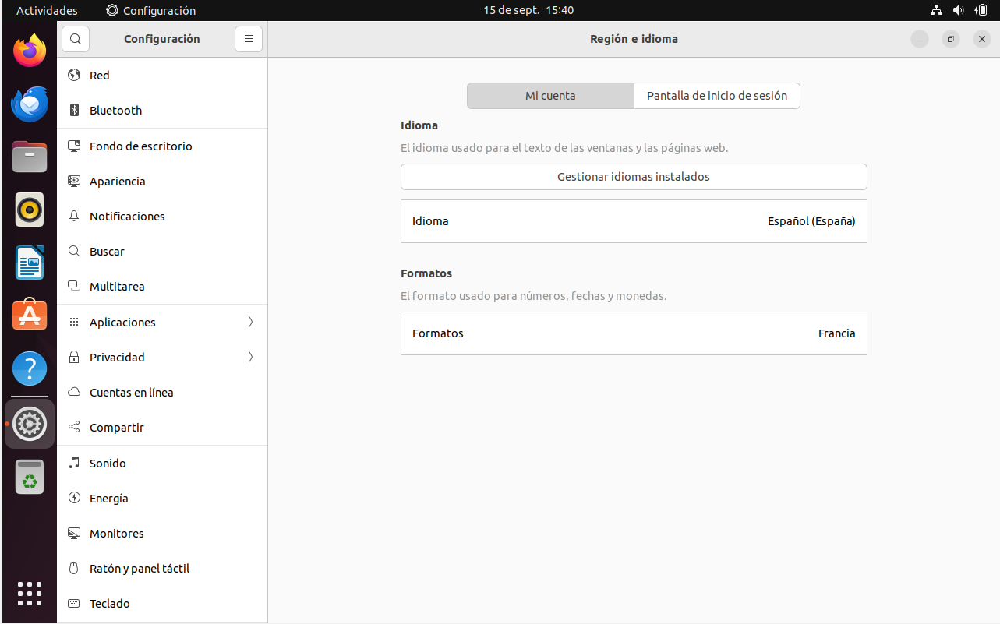 Actividades Configuración 15 de sept. 15:40
Configuración
Región e idioma
Red
Bluetooth
Fondo de escritorio
Apariencia
Notificaciones
Buscar
Multitarea
Aplicaciones
Privacidad
Cuentas en línea
Compartir
Sonido
Energía
Monitores
Ratón y panel táctil
Teclado
Mi cuenta Pantalla de inicio de sesión
Idioma
El idioma usado para el texto de las ventanas y las páginas web.
Gestionar idiomas instalados
Idioma Español (España)
Formatos
El formato usado para números, fechas y monedas.
Formatos Francia